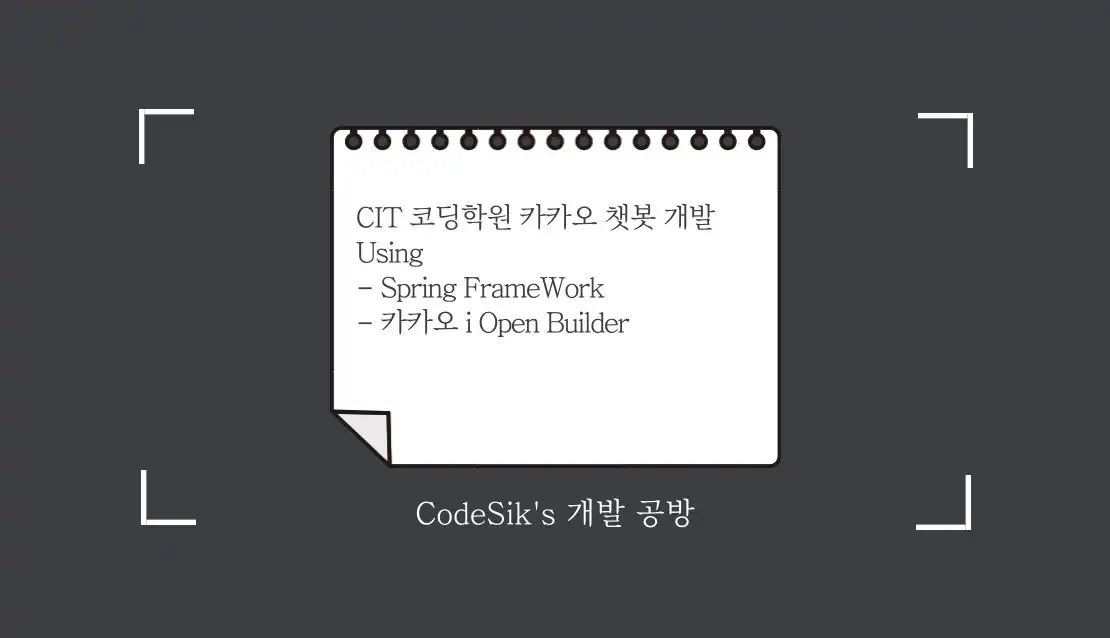 CIT 코딩학원 카카오 챗봇 개발
Using
- Spring FrameWork
- 카카오 i Open Builder
CodeSik's 개발 공방